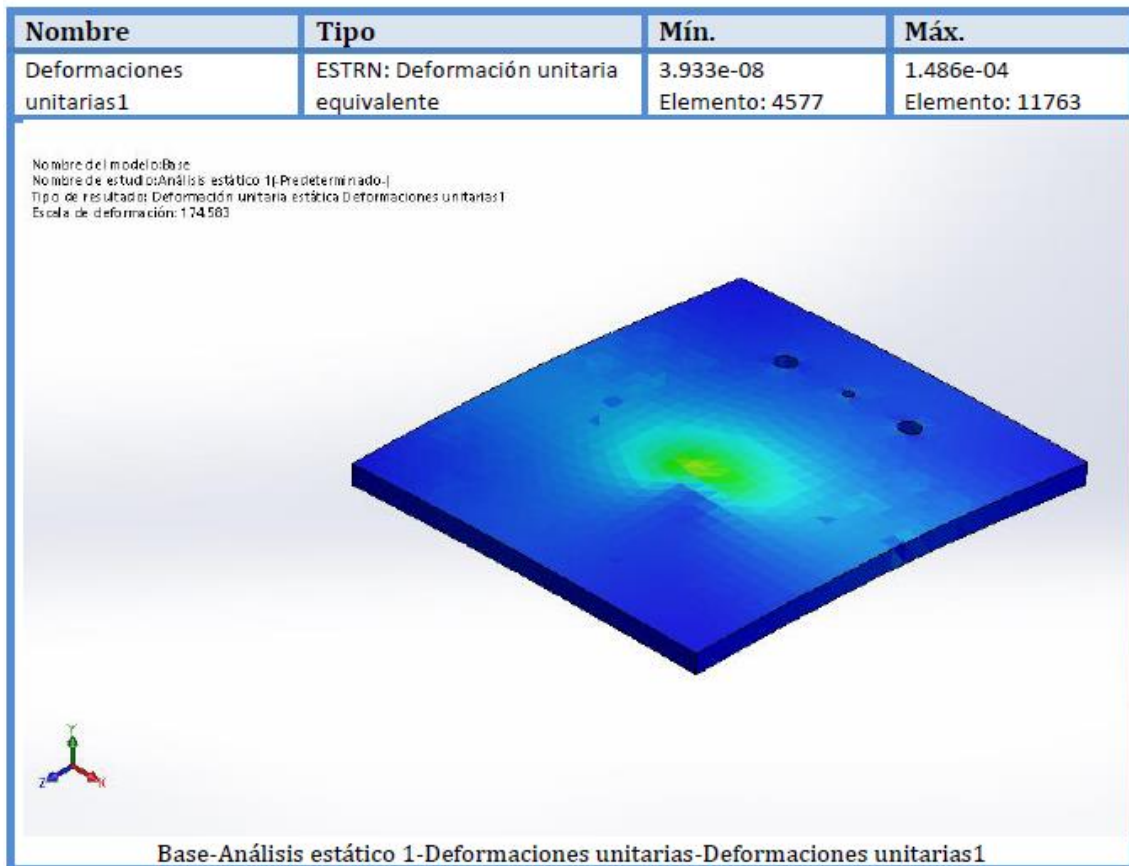 Nombre Tipo Mín. Máx.
Deformaciones ESTRN: Deformación unitaria 3.933e-08 1.486e-04
unitarias1 equivalente Elemento: 4577 Elemento: 11763
Nombre del modelo:Base
Nombre de estudio:Análisis estático 1(-Predeterminado-)
Tipo de resultado: Deformación unitaria estática Deformaciones unitarias1
Escala de deformación: 174.583
Y
Z X
Base-Análisis estático 1-Deformaciones unitarias-Deformaciones unitarias1